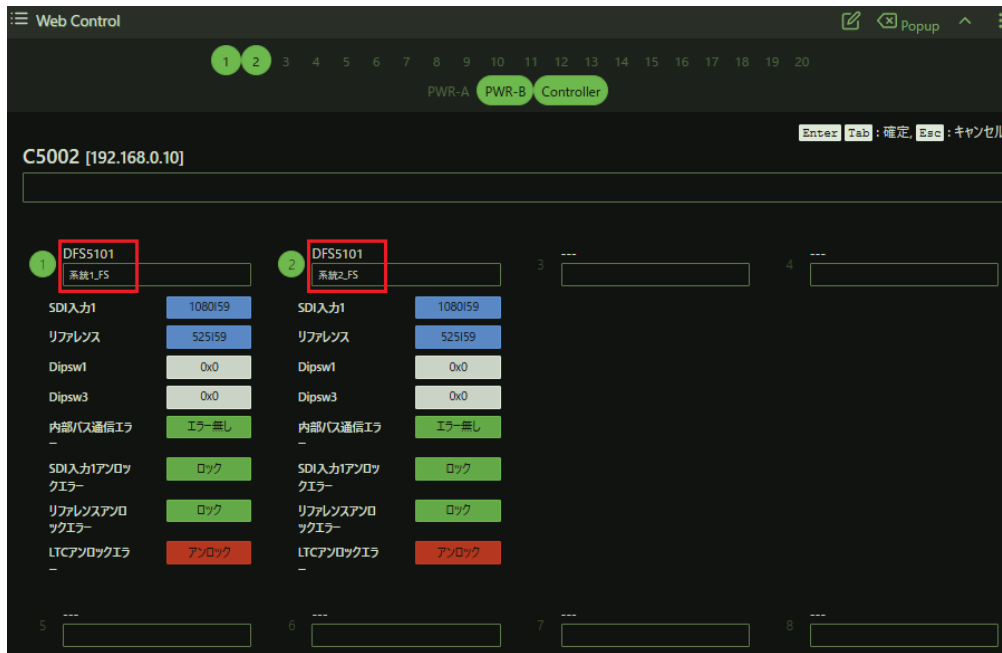 Web Control
Popup
1 2 3 4 5 6 7 8 9 10 11 12 13 14 15 16 17 18 19 20
PWR-A PWR-B Controller
Enter Tab : 確定, Esc : キャンセル
C5002 [192.168.0.10]
1 DFS5101
系統1_FS
SDI入力1 1080I59
リファレンス 525I59
Dipsw1 0x0
Dipsw3 0x0
内部バス通信エラ
ー
エラー無し
SDI入力1アンロッ
クエラー
ロック
リファレンスアンロ
ックエラー
ロック
LTCアンロックエラ
ー
アンロック
2 DFS5101
系統2_FS
SDI入力1 1080I59
リファレンス 525I59
Dipsw1 0x0
Dipsw3 0x0
内部バス通信エラ
ー
エラー無し
SDI入力1アンロッ
クエラー
ロック
リファレンスアンロ
ックエラー
ロック
LTCアンロックエラ
ー
アンロック
3 ---
4 ---
5 ---
6 ---
7 ---
8 ---